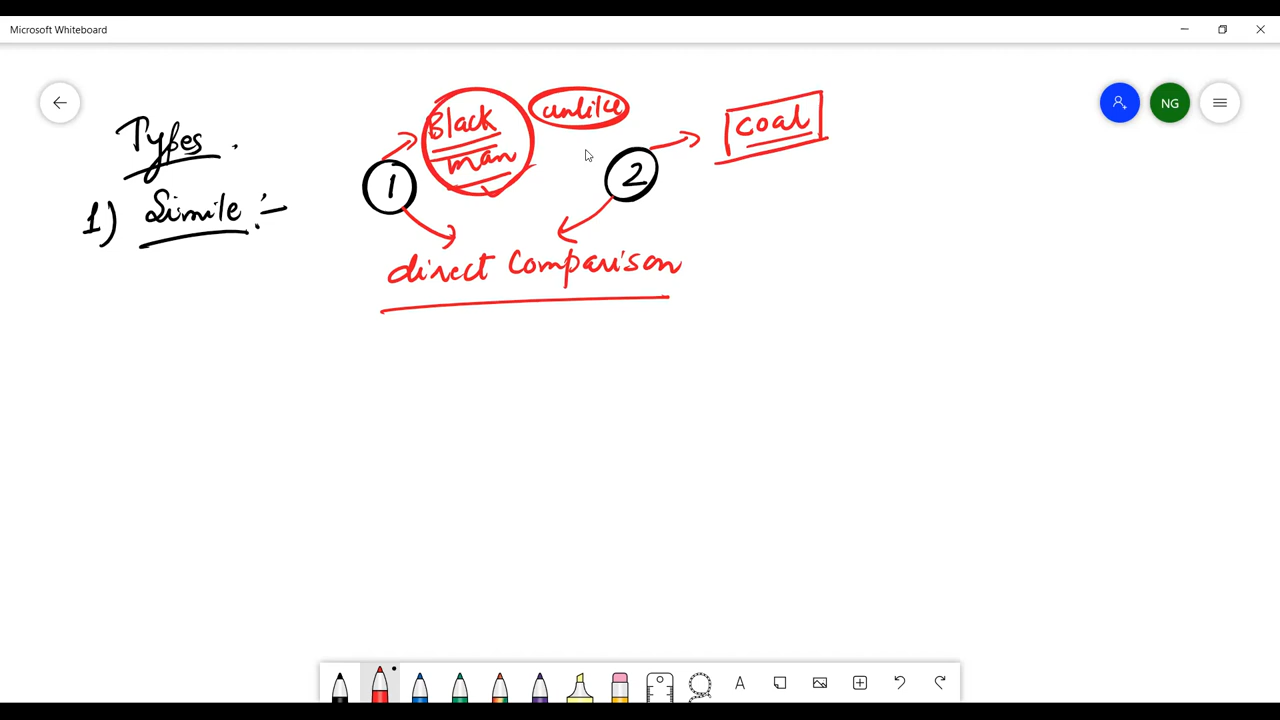 Microsoft Whiteboard
Types.
1) Simile :-
1
Black
man
unlike
2
coal
direct Comparison
NG
A